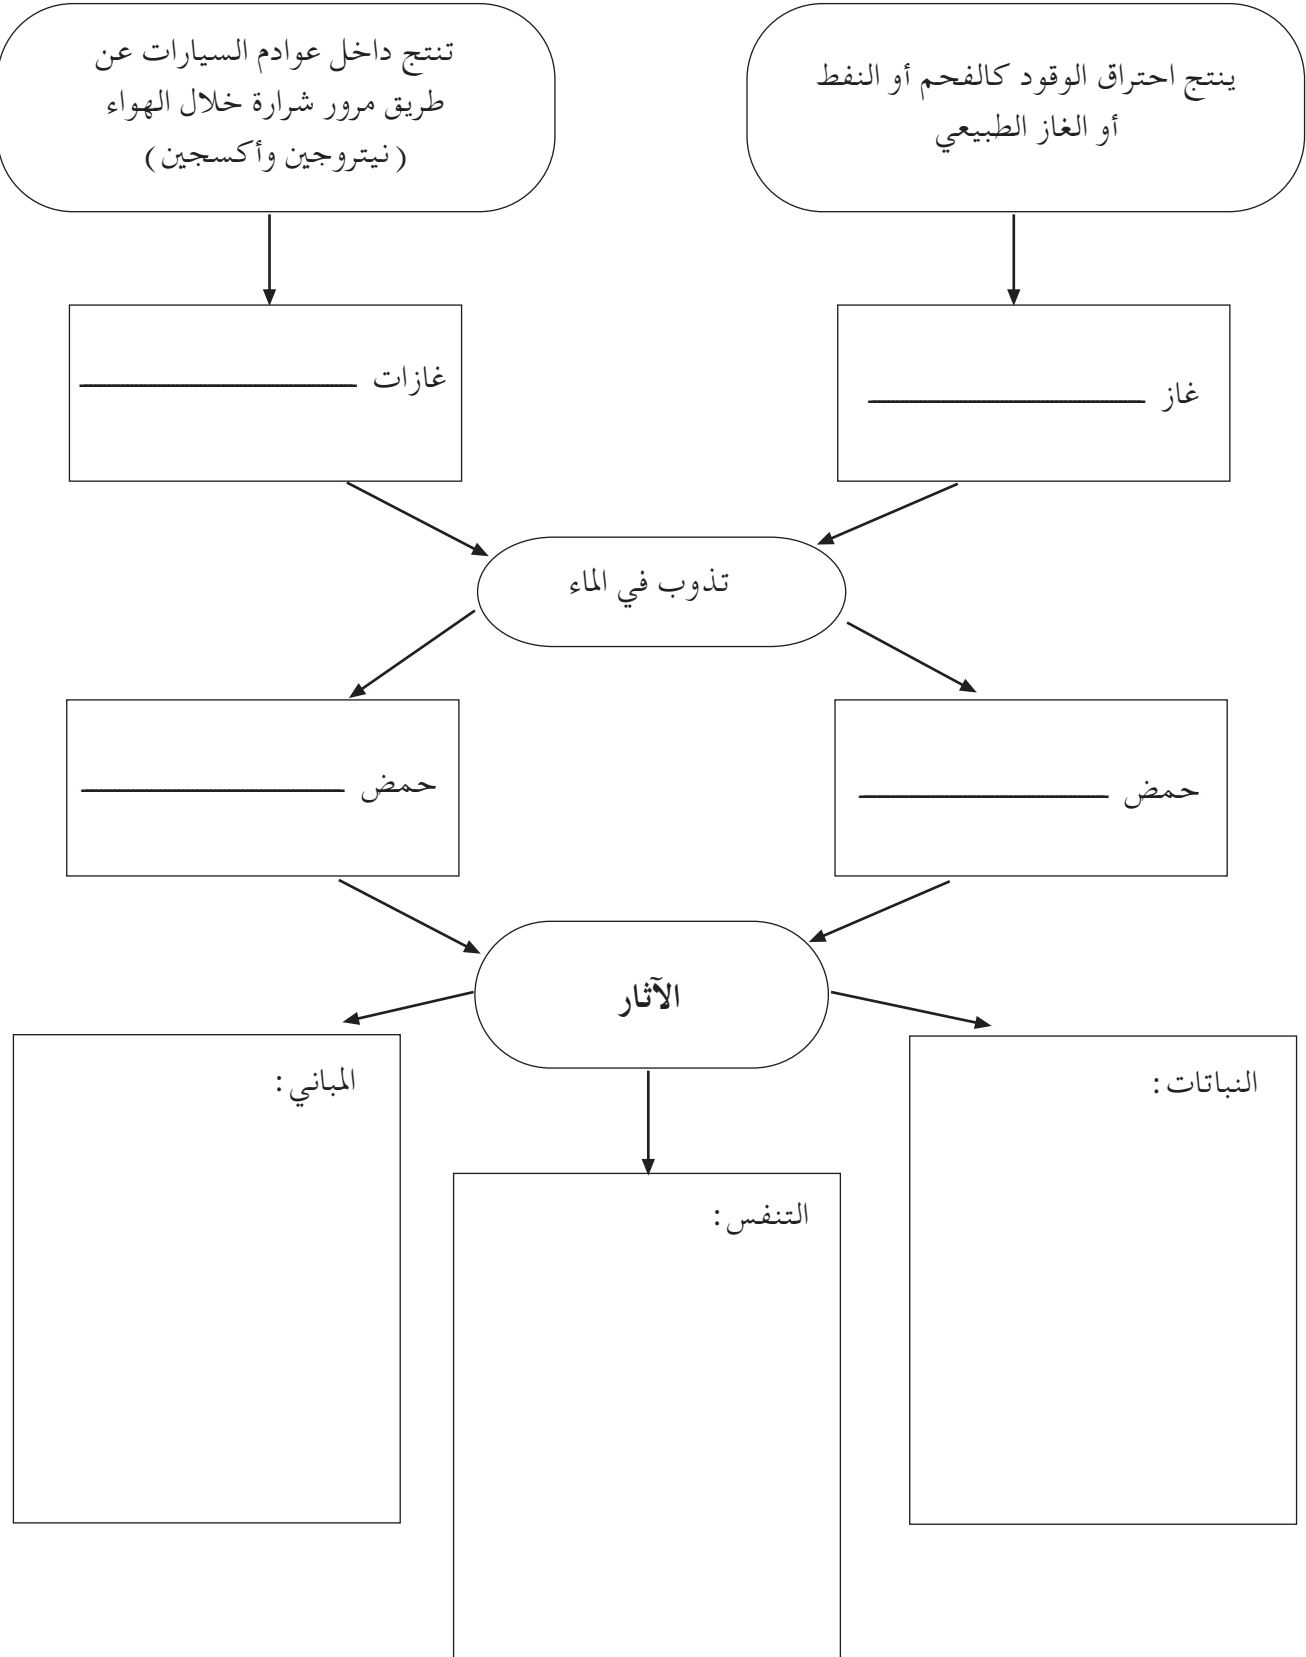 ينتج احتراق الوقود كالفحم أو النفط
أو الغاز الطبيعي
تنتج داخل عوادم السيارات عن
طريق مرور شرارة خلال الهواء
(نيتروجين وأكسجين)
غاز
غازات
تذوب في الماء
حمض
حمض
الآثار
النباتات:
المباني:
التنفس: